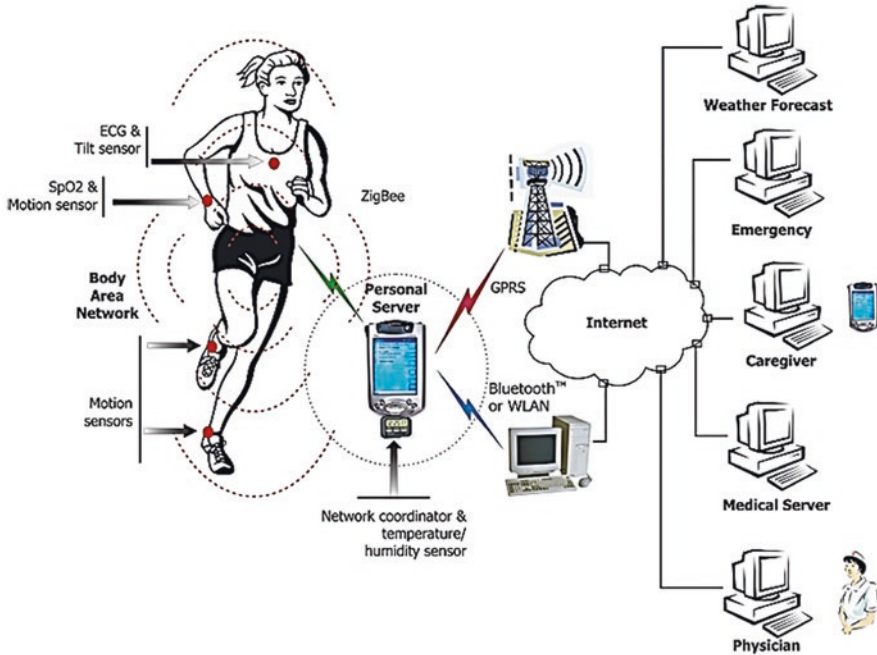 ECG &
Tilt sensor
SpO2 &
Motion sensor
Body
Area
Network
Motion
sensors
ZigBee
Personal
Server
Network coordinator &
temperature/
humidity sensor
GPRS
Bluetooth™
or WLAN
Internet
Weather Forecast
Emergency
Caregiver
Medical Server
Physician